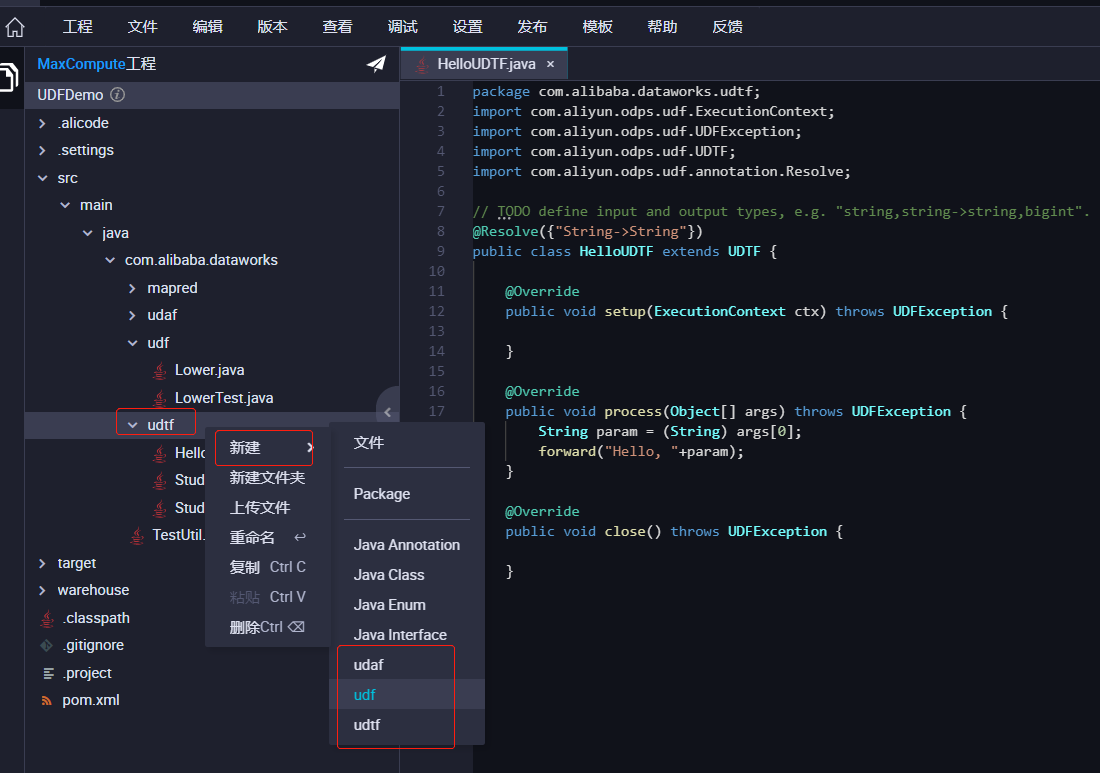 工程 文件 编辑 版本 查看 调试 设置 发布 模板 帮助 反馈
MaxCompute工程
UDFDemo
.alicode
.settings
src
main
java
com.alibaba.dataworks
mapred
udaf
udf
Lower.java
LowerTest.java
udtf
Hello
Stud
Stud
TestUtil.
target
warehouse
.classpath
.gitignore
.project
pom.xml
新建
新建文件夹
上传文件
重命名 ↩
复制 Ctrl C
粘贴 Ctrl V
删除Ctrl ⌫
文件
Package
Java Annotation
Java Class
Java Enum
Java Interface
udaf
udf
udtf
HelloUDTF.java ×
1 package com.alibaba.dataworks.udtf;
2 import com.aliyun.odps.udf.ExecutionContext;
3 import com.aliyun.odps.udf.UDFException;
4 import com.aliyun.odps.udf.UDTF;
5 import com.aliyun.odps.udf.annotation.Resolve;
6
7 // TODO define input and output types, e.g. "string,string->string,bigint".
8 @Resolve({"String->String"})
9 public class HelloUDTF extends UDTF {
10
11 @Override
12 public void setup(ExecutionContext ctx) throws UDFException {
13
14 }
15
16 @Override
17 public void process(Object[] args) throws UDFException {
String param = (String) args[0];
forward("Hello, "+param);
}
@Override
public void close() throws UDFException {
}